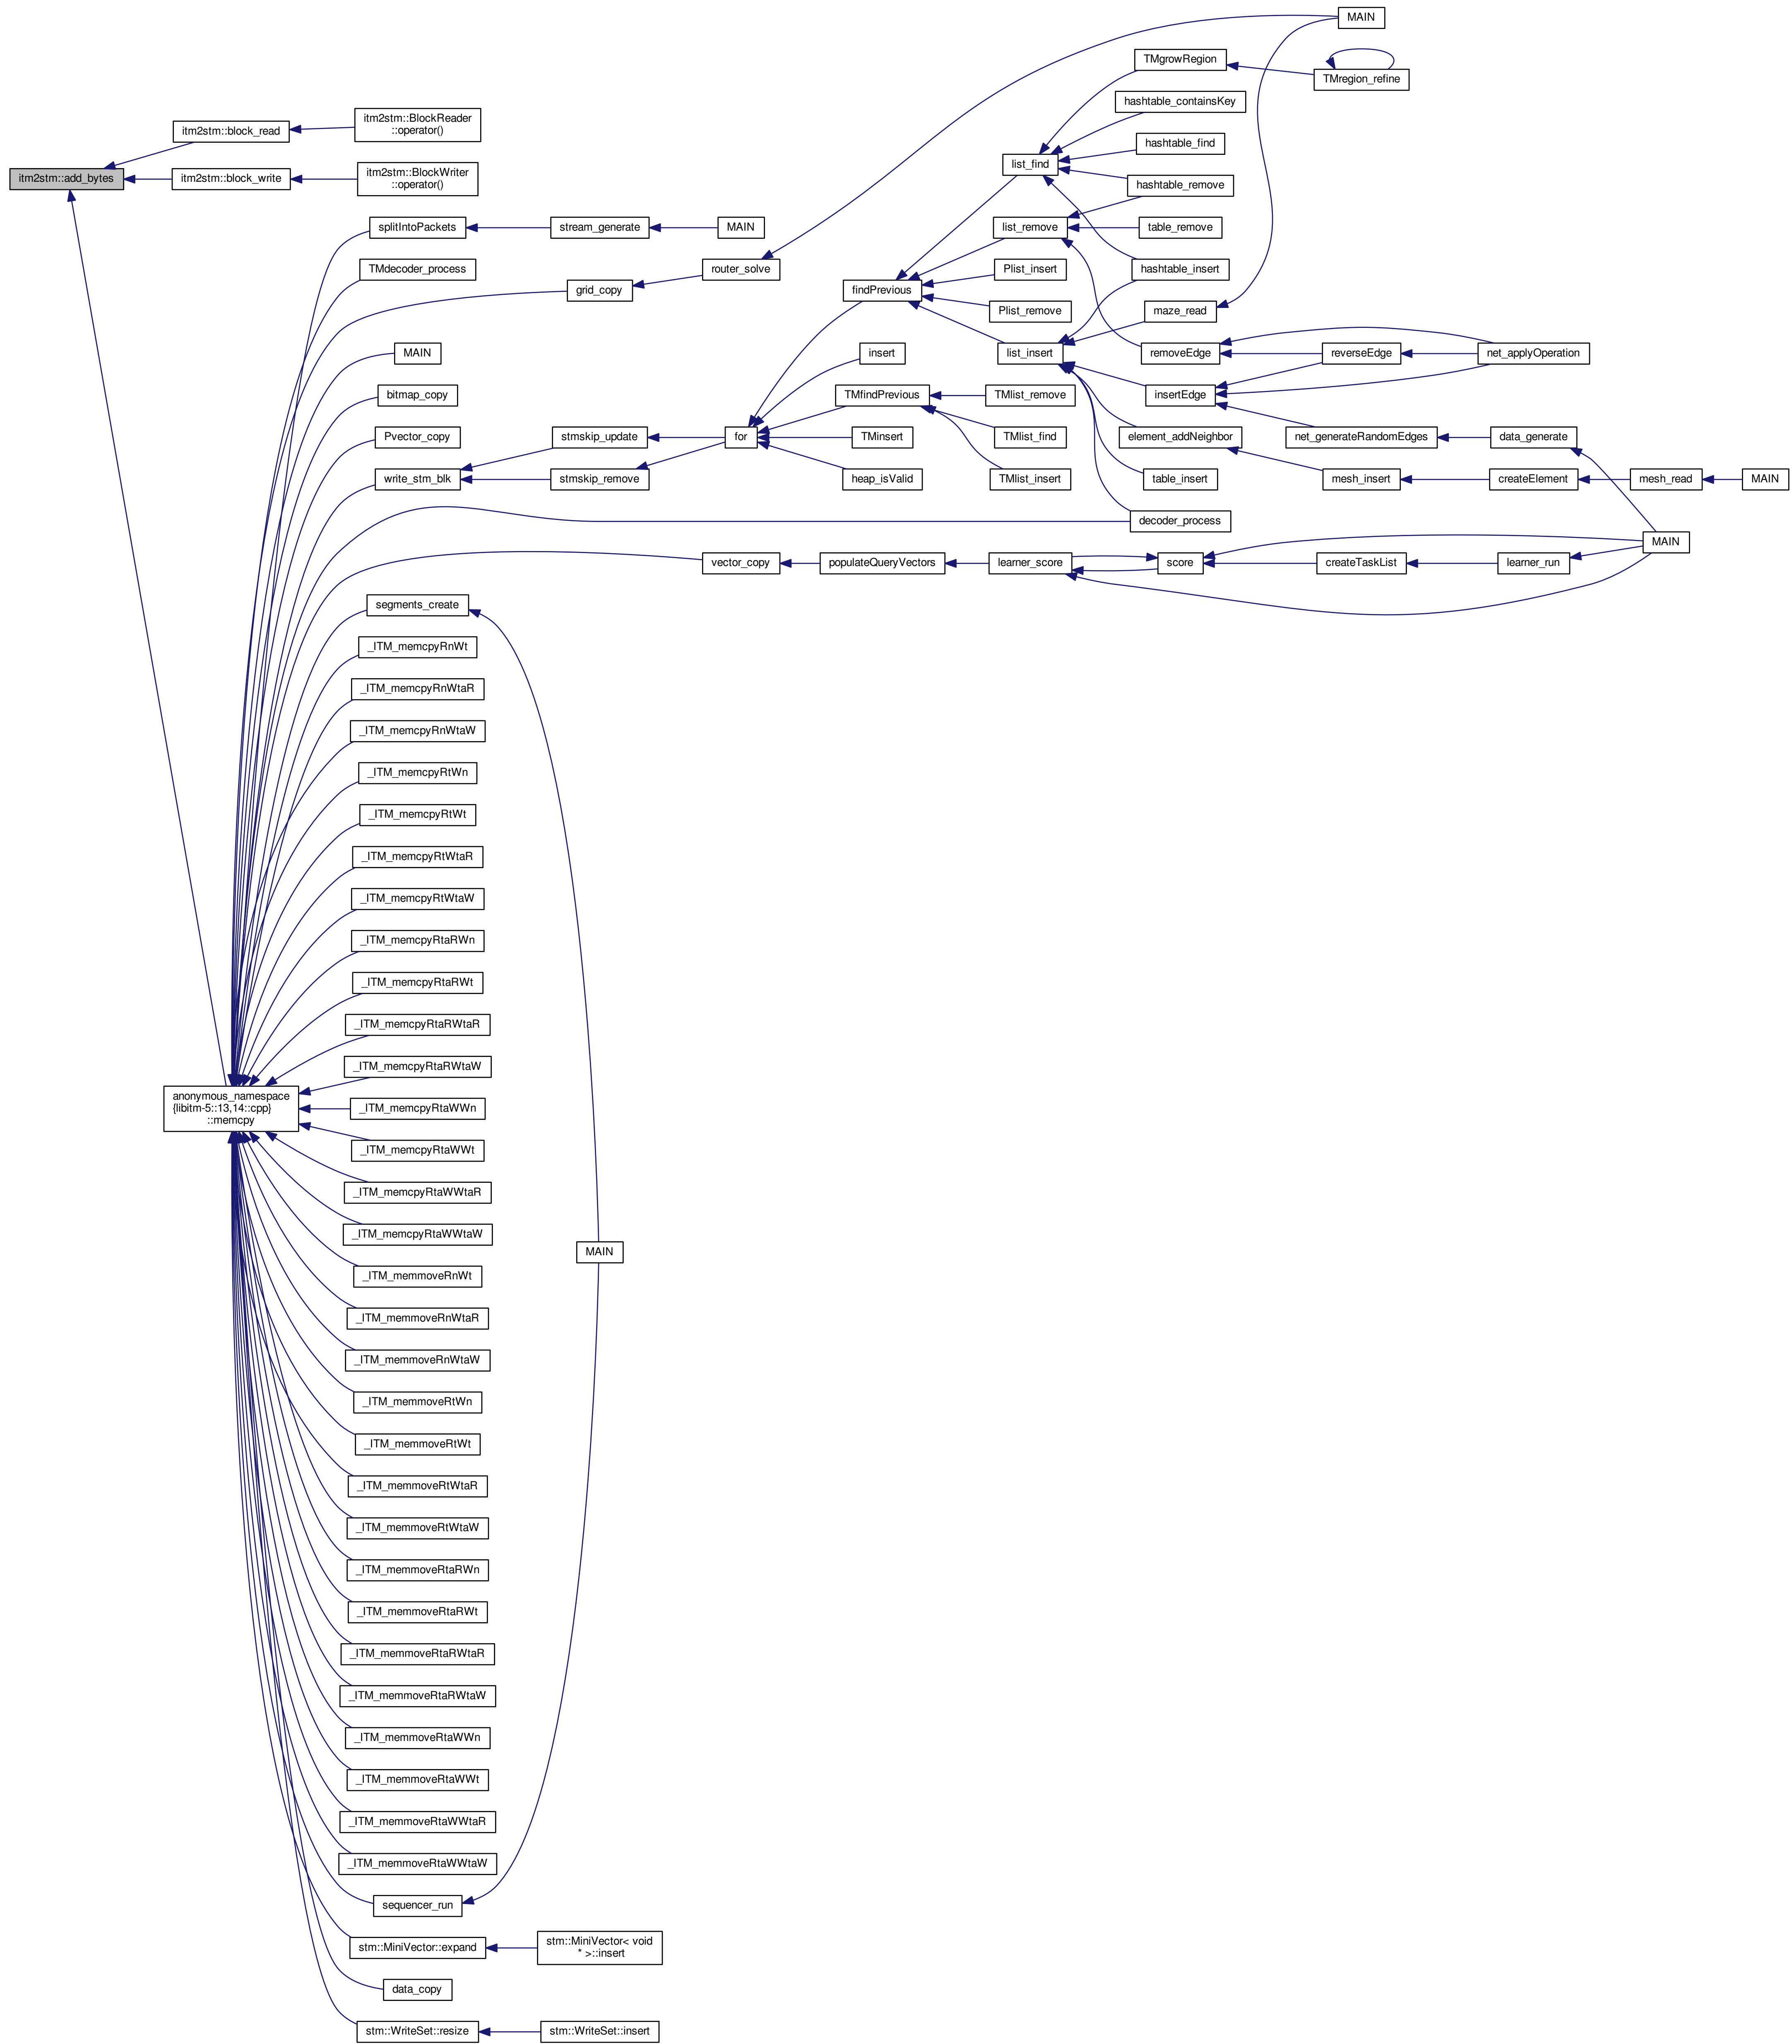 MAIN
TMgrowRegion
TMregion_refine
hashtable_containsKey
itm2stm::BlockReader
::operator()
itm2stm::block_read
hashtable_find
list_find
itm2stm::add_bytes
itm2stm::block_write
itm2stm::BlockWriter
::operator()
hashtable_remove
splitIntoPackets
stream_generate
MAIN
list_remove
table_remove
TMdecoder_process
router_solve
Plist_insert
hashtable_insert
grid_copy
findPrevious
Plist_remove
maze_read
MAIN
insert
list_insert
removeEdge
reverseEdge
net_applyOperation
bitmap_copy
TMfindPrevious
TMlist_remove
insertEdge
Pvector_copy
stmskip_update
for
TMinsert
TMlist_find
element_addNeighbor
net_generateRandomEdges
data_generate
write_stm_blk
stmskip_remove
heap_isValid
TMlist_insert
table_insert
mesh_insert
createElement
mesh_read
MAIN
decoder_process
MAIN
vector_copy
populateQueryVectors
learner_score
score
createTaskList
learner_run
segments_create
_ITM_memcpyRnWt
_ITM_memcpyRnWtaR
_ITM_memcpyRnWtaW
_ITM_memcpyRtWn
_ITM_memcpyRtWt
_ITM_memcpyRtWtaR
_ITM_memcpyRtWtaW
_ITM_memcpyRtaRWn
_ITM_memcpyRtaRWt
_ITM_memcpyRtaRWtaR
_ITM_memcpyRtaRWtaW
anonymous_namespace
{libitm-5::13,14::cpp}
::memcpy
_ITM_memcpyRtaWWn
_ITM_memcpyRtaWWt
_ITM_memcpyRtaWWtaR
_ITM_memcpyRtaWWtaW
MAIN
_ITM_memmoveRnWt
_ITM_memmoveRnWtaR
_ITM_memmoveRnWtaW
_ITM_memmoveRtWn
_ITM_memmoveRtWt
_ITM_memmoveRtWtaR
_ITM_memmoveRtWtaW
_ITM_memmoveRtaRWn
_ITM_memmoveRtaRWt
_ITM_memmoveRtaRWtaR
_ITM_memmoveRtaRWtaW
_ITM_memmoveRtaWWn
_ITM_memmoveRtaWWt
_ITM_memmoveRtaWWtaR
_ITM_memmoveRtaWWtaW
sequencer_run
stm::MiniVector::expand
stm::MiniVector< void
* >::insert
data_copy
stm::WriteSet::resize
stm::WriteSet::insert